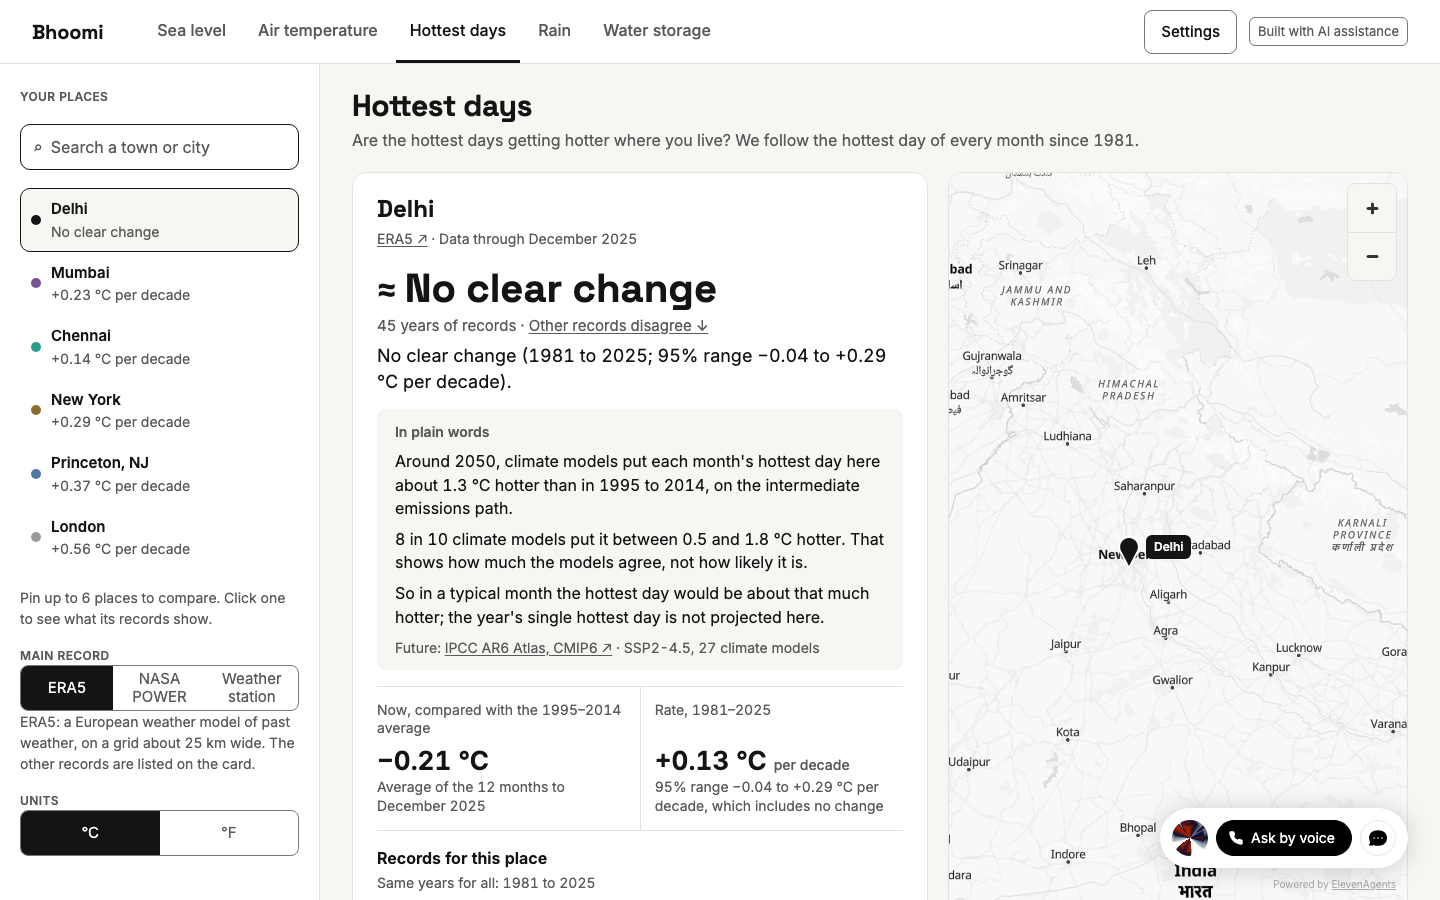 Bhoomi
Sea level
Air temperature
Hottest days
Rain
Water storage
Settings
Built with AI assistance
YOUR PLACES
Search a town or city
Delhi
No clear change
Mumbai
+0.23 °C per decade
Chennai
+0.14 °C per decade
New York
+0.29 °C per decade
Princeton, NJ
+0.37 °C per decade
London
+0.56 °C per decade
Pin up to 6 places to compare. Click one
to see what its records show.
MAIN RECORD
ERA5
NASA
POWER
Weather
station
ERA5: a European weather model of past
weather, on a grid about 25 km wide. The
other records are listed on the card.
UNITS
°C
°F
Hottest days
Are the hottest days getting hotter where you live? We follow the hottest day of every month since 1981.
Delhi
ERA5 ↗ · Data through December 2025
≈ No clear change
45 years of records · Other records disagree ↓
No clear change (1981 to 2025; 95% range −0.04 to +0.29
°C per decade).
In plain words
Around 2050, climate models put each month's hottest day here
about 1.3 °C hotter than in 1995 to 2014, on the intermediate
emissions path.
8 in 10 climate models put it between 0.5 and 1.8 °C hotter. That
shows how much the models agree, not how likely it is.
So in a typical month the hottest day would be about that much
hotter; the year's single hottest day is not projected here.
Future: IPCC AR6 Atlas, CMIP6 ↗ · SSP2-4.5, 27 climate models
Now, compared with the 1995–2014
average
−0.21 °C
Average of the 12 months to
December 2025
Rate, 1981–2025
+0.13 °C per decade
95% range −0.04 to +0.29 °C per
decade, which includes no change
Records for this place
Same years for all: 1981 to 2025
+
−
bad
Srinagar
Leh
JAMMU AND
KASHMIR
Gujranwala
گوجرانوالہ
HIMACHAL
PRADESH
bad
Amritsar
Ludhiana
Saharanpur
KARNALI
PROVINCE
कर्णाली प्रदेश
Delhi
adabad
Aligarh
Agra
Jaipur
Lucknow
Gora
Kanpur
ur
Gwalior
Varana
Kota
Udaipur
Bhopal
Indore
dara
India
भारत
Ask by voice
Powered by ElevenAgents